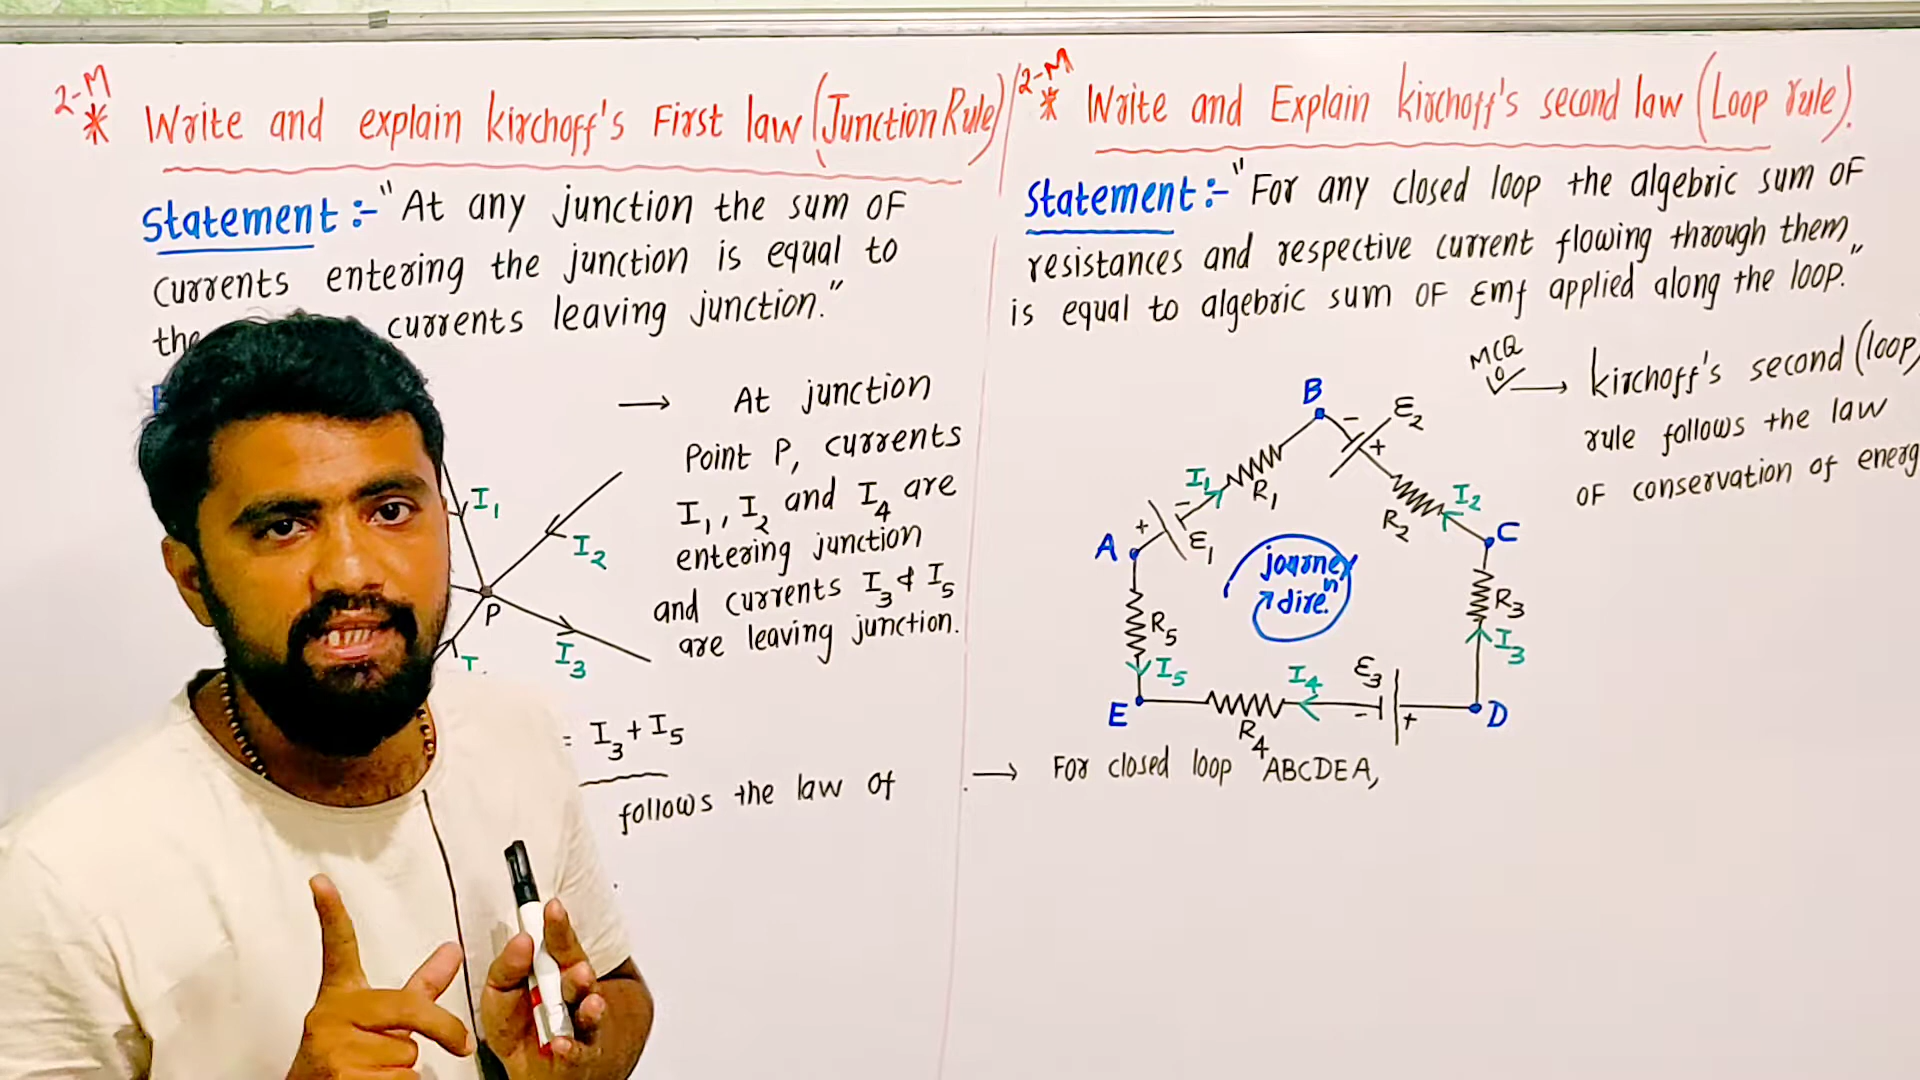 2-M
* Write and explain kirchoff's First law (Junction Rule)
Statement :- "At any junction the sum of
currents entering the junction is equal to
the currents leaving junction."
→ At junction
Point P, currents
I1, I2 and I4 are
entering junction
and currents I3 & I5
are leaving junction.
I1
I2
P
I3
= I3 + I5
follows the law of
2-M
* Write and Explain kirchoff's second law (Loop rule).
Statement :- "For any closed loop the algebric sum of
resistances and respective current flowing through them
is equal to algebric sum of Emf applied along the loop."
MCQ
→ kirchoff's second (loop)
rule follows the law
of conservation of energ
B
- ε2
+
I1
R1
I2
R2
C
A
+ -
ε1
journey
diren.
R3
I3
R5
I5
I4
ε3
E
R4
- +
D
→ For closed loop ABCDEA,